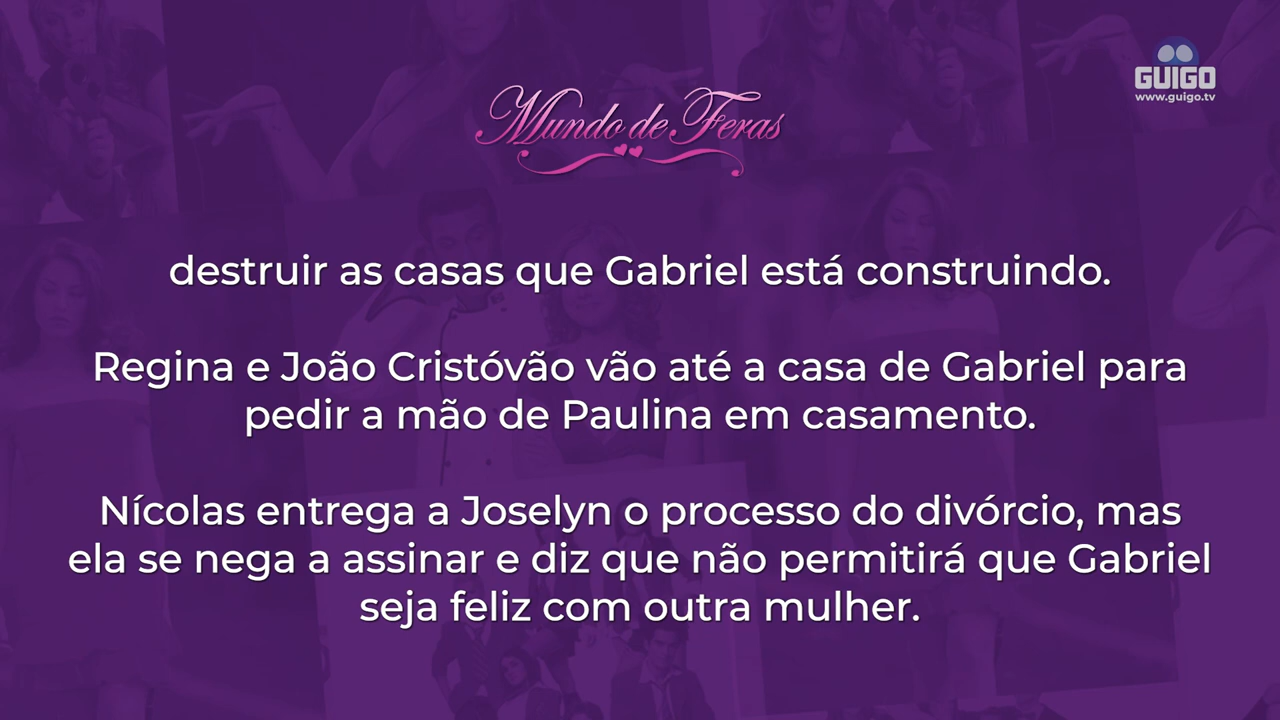 GUIGO
www.guigo.tv
Mundo de Feras
destruir as casas que Gabriel está construindo.
Regina e João Cristóvão vão até a casa de Gabriel para
pedir a mão de Paulina em casamento.
Nícolas entrega a Joselyn o processo do divórcio, mas
ela se nega a assinar e diz que não permitirá que Gabriel
seja feliz com outra mulher.